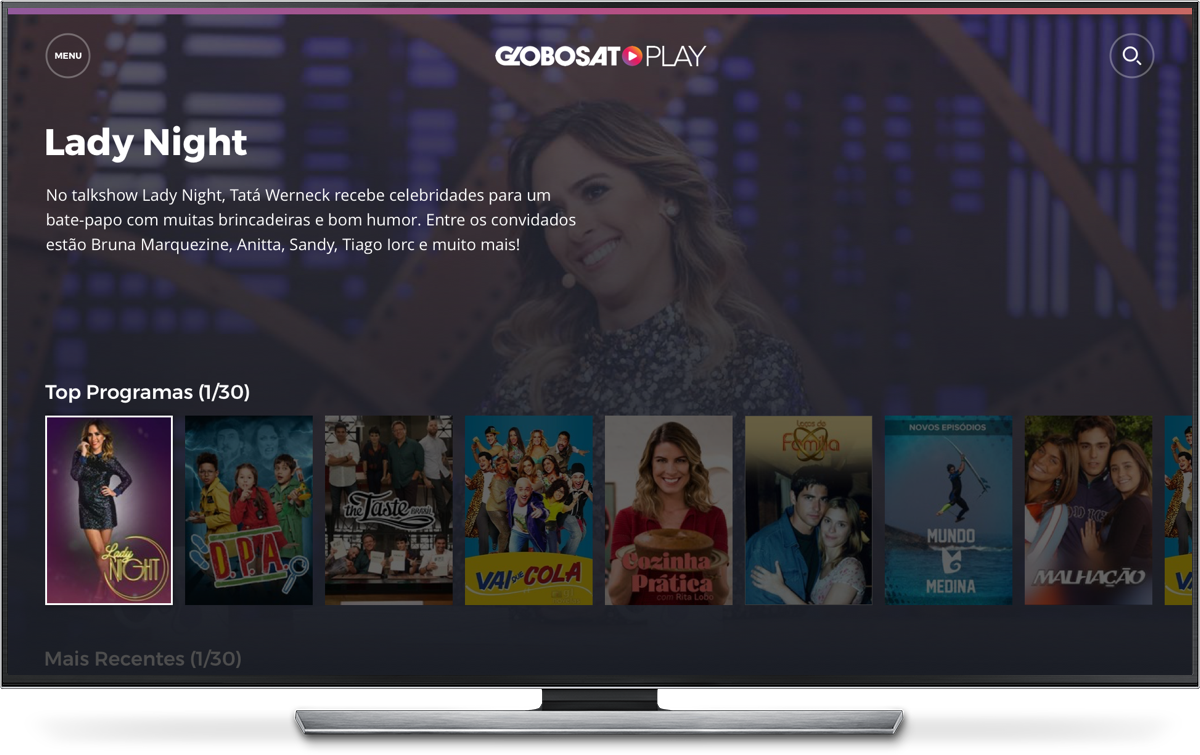 MENU
GLOBOSAT PLAY
Lady Night
No talkshow Lady Night, Tatá Werneck recebe celebridades para um
bate-papo com muitas brincadeiras e bom humor. Entre os convidados
estão Bruna Marquezine, Anitta, Sandy, Tiago Iorc e muito mais!
Top Programas (1/30)
Lady
NIGHT
D.P.A.
the Taste
BRASIL
VAI QUE COLA
Cozinha
Prática
com Rita Lobo
Laços de
Família
NOVOS EPISÓDIOS
MUNDO
MEDINA
MALHAÇÃO
Mais Recentes (1/30)